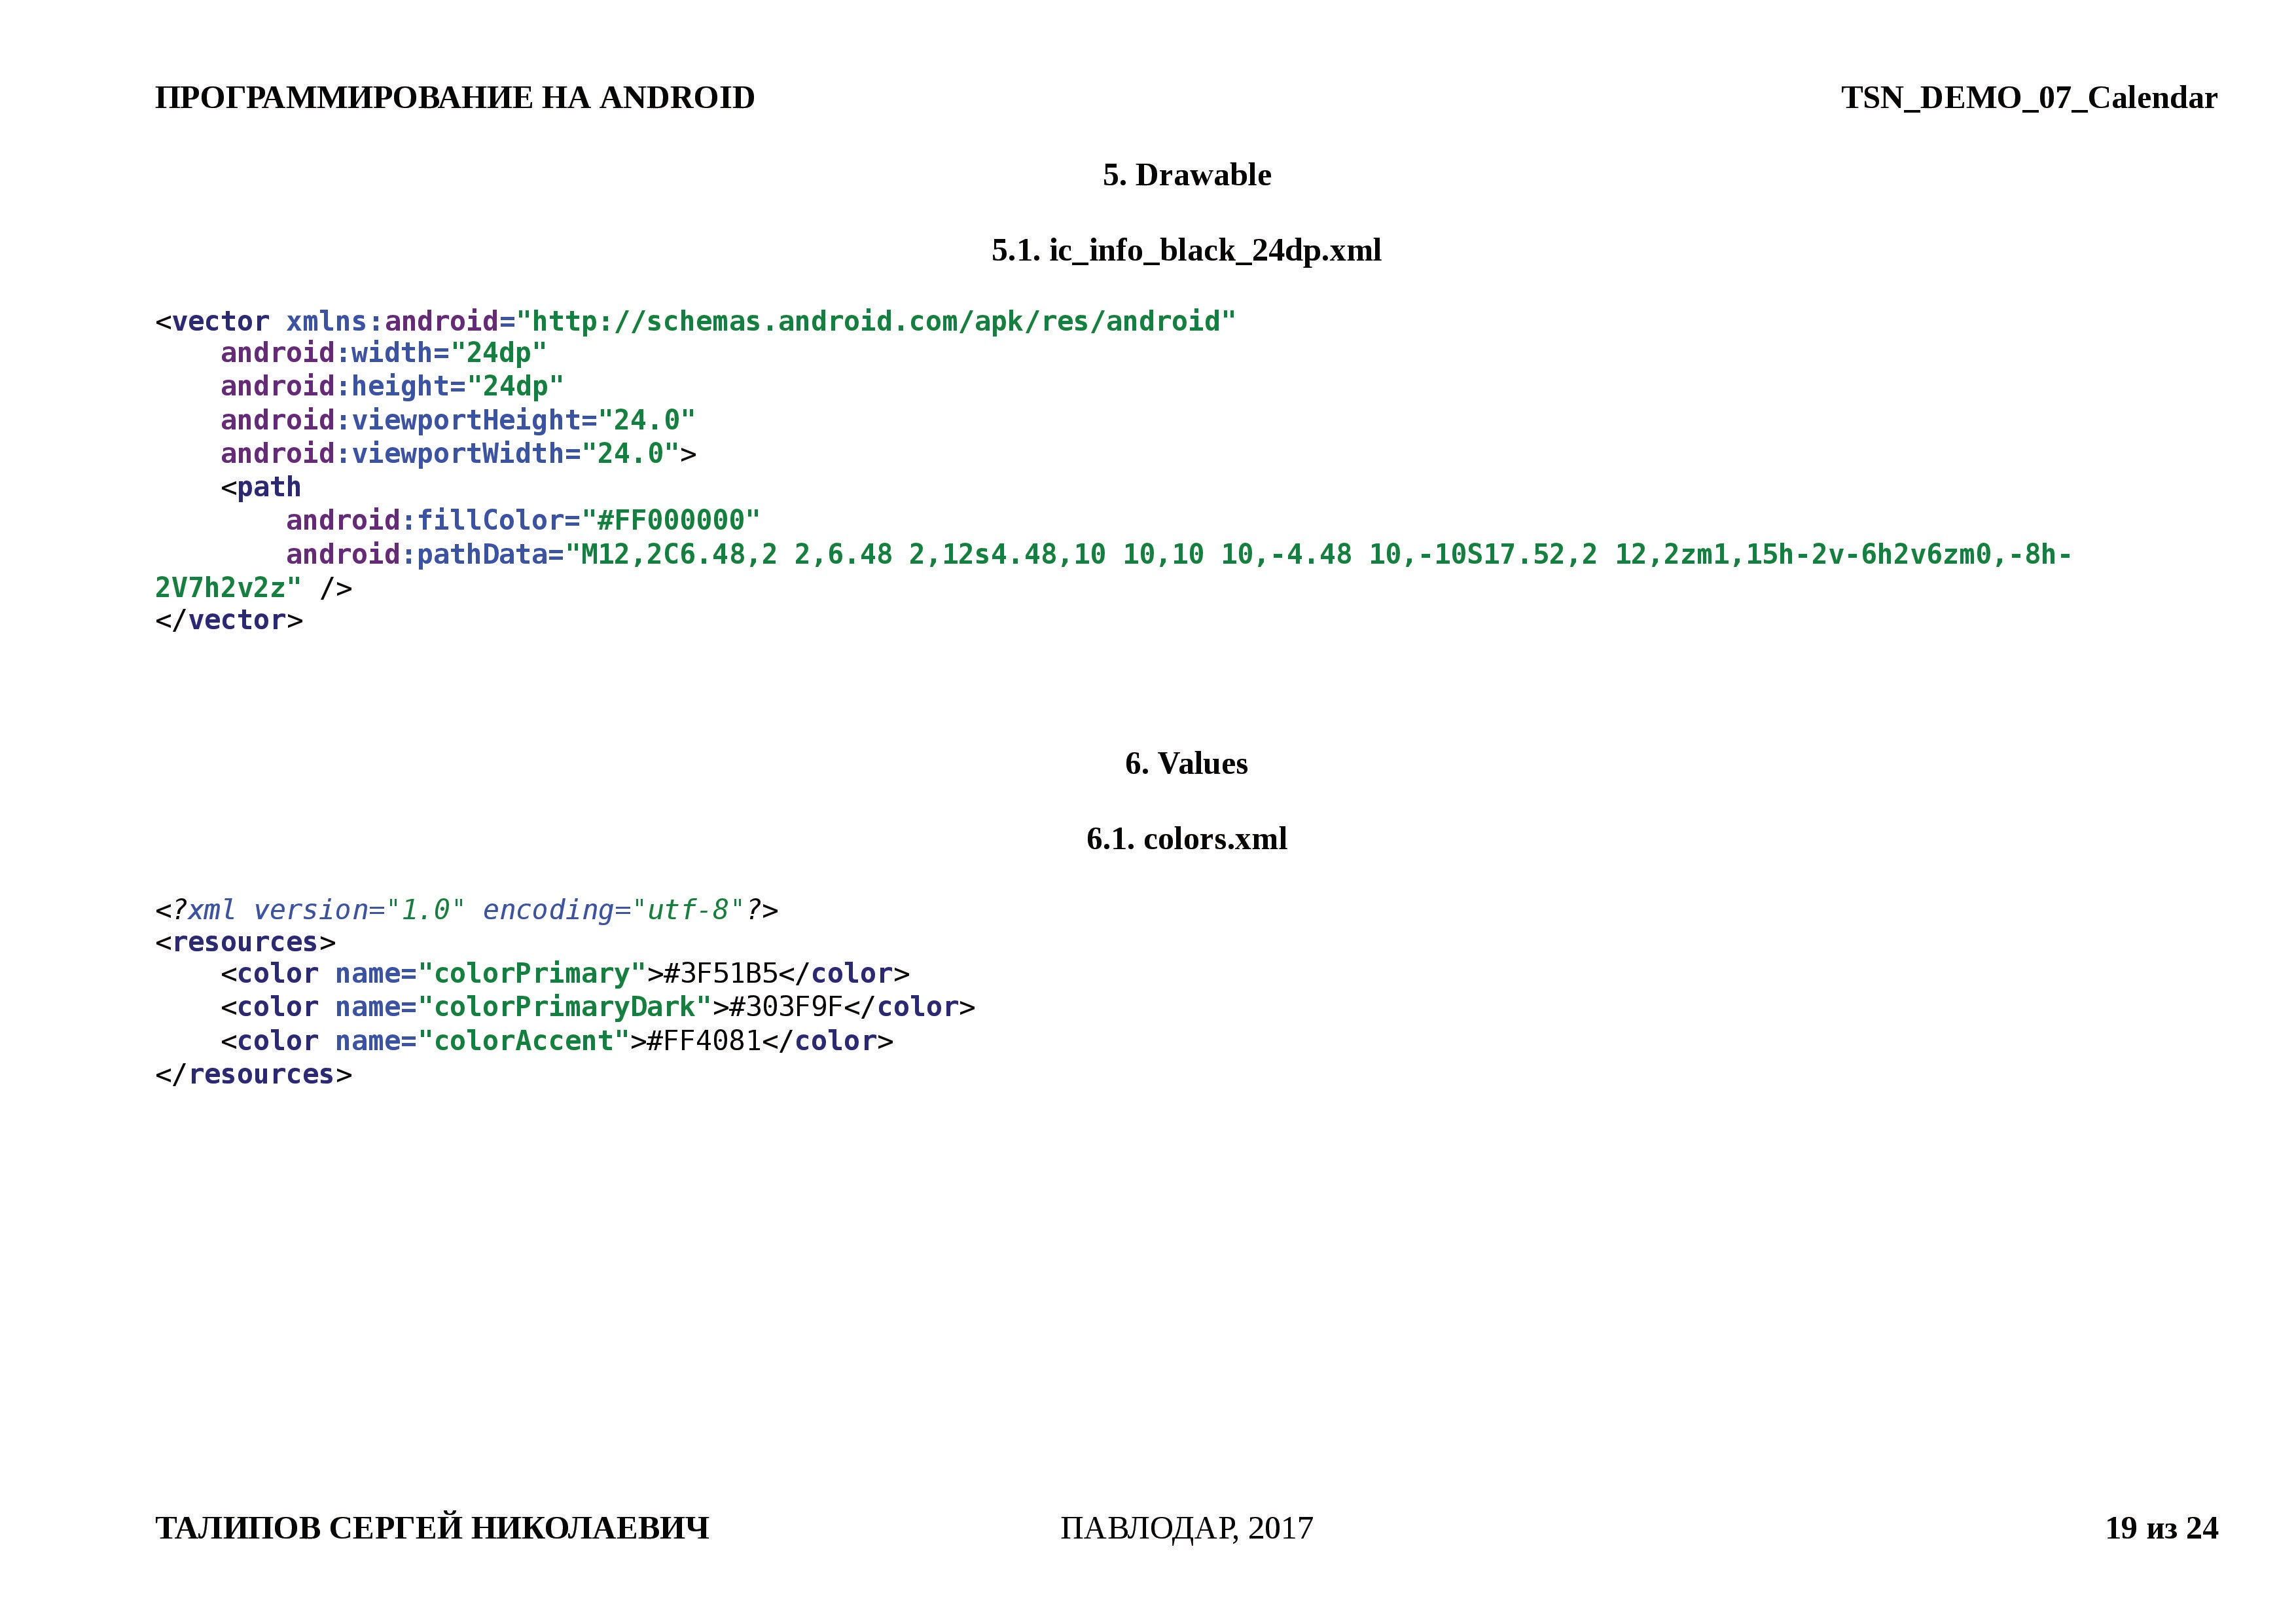 ПРОГРАММИРОВАНИЕ НА ANDROID TSN_DEMO_07_Calendar
5. Drawable
5.1. ic_info_black_24dp.xml
<vector xmlns:android="http://schemas.android.com/apk/res/android"
    android:width="24dp"
    android:height="24dp"
    android:viewportHeight="24.0"
    android:viewportWidth="24.0">
    <path
        android:fillColor="#FF000000"
        android:pathData="M12,2C6.48,2 2,6.48 2,12s4.48,10 10,10 10,-4.48 10,-10S17.52,2 12,2zm1,15h-2v-6h2v6zm0,-8h-
2V7h2v2z" />
</vector>
6. Values
6.1. colors.xml
<?xml version="1.0" encoding="utf-8"?>
<resources>
    <color name="colorPrimary">#3F51B5</color>
    <color name="colorPrimaryDark">#303F9F</color>
    <color name="colorAccent">#FF4081</color>
</resources>
ТАЛИПОВ СЕРГЕЙ НИКОЛАЕВИЧ ПАВЛОДАР, 2017 19 из 24